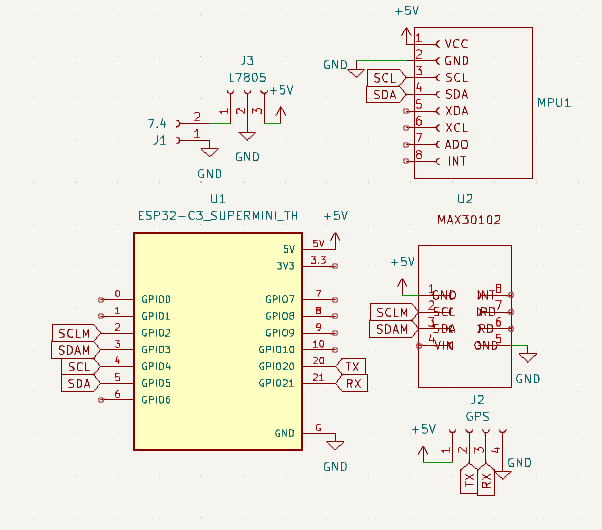 +5V
1 VCC
GND 2 GND
SCL 3 SCL
SDA 4 SDA
5 XDA
6 XCL
7 ADO
8 INT
MPU1
J3
L7805
+5V
1 2 3
7.4 2
J1 1
GND
GND
U1
ESP32-C3_SUPERMINI_TH
+5V
5V 5V
3V3 3.3
0 GPIO0
1 GPIO1
SCLM 2 GPIO2
SDAM 3 GPIO3
SCL 4 GPIO4
SDA 5 GPIO5
6 GPIO6
GPIO7 7
GPIO8 8
GPIO9 9
GPIO10 10
GPIO20 20 TX
GPIO21 21 RX
GND G
GND
U2
MAX30102
+5V
1 GND INT 8
SCLM 2 SCL IRD 7
SDAM 3 SDA RD 6
4 VIN GND 5
GND
J2
GPS
+5V
1 2 3 4
TX RX
GND